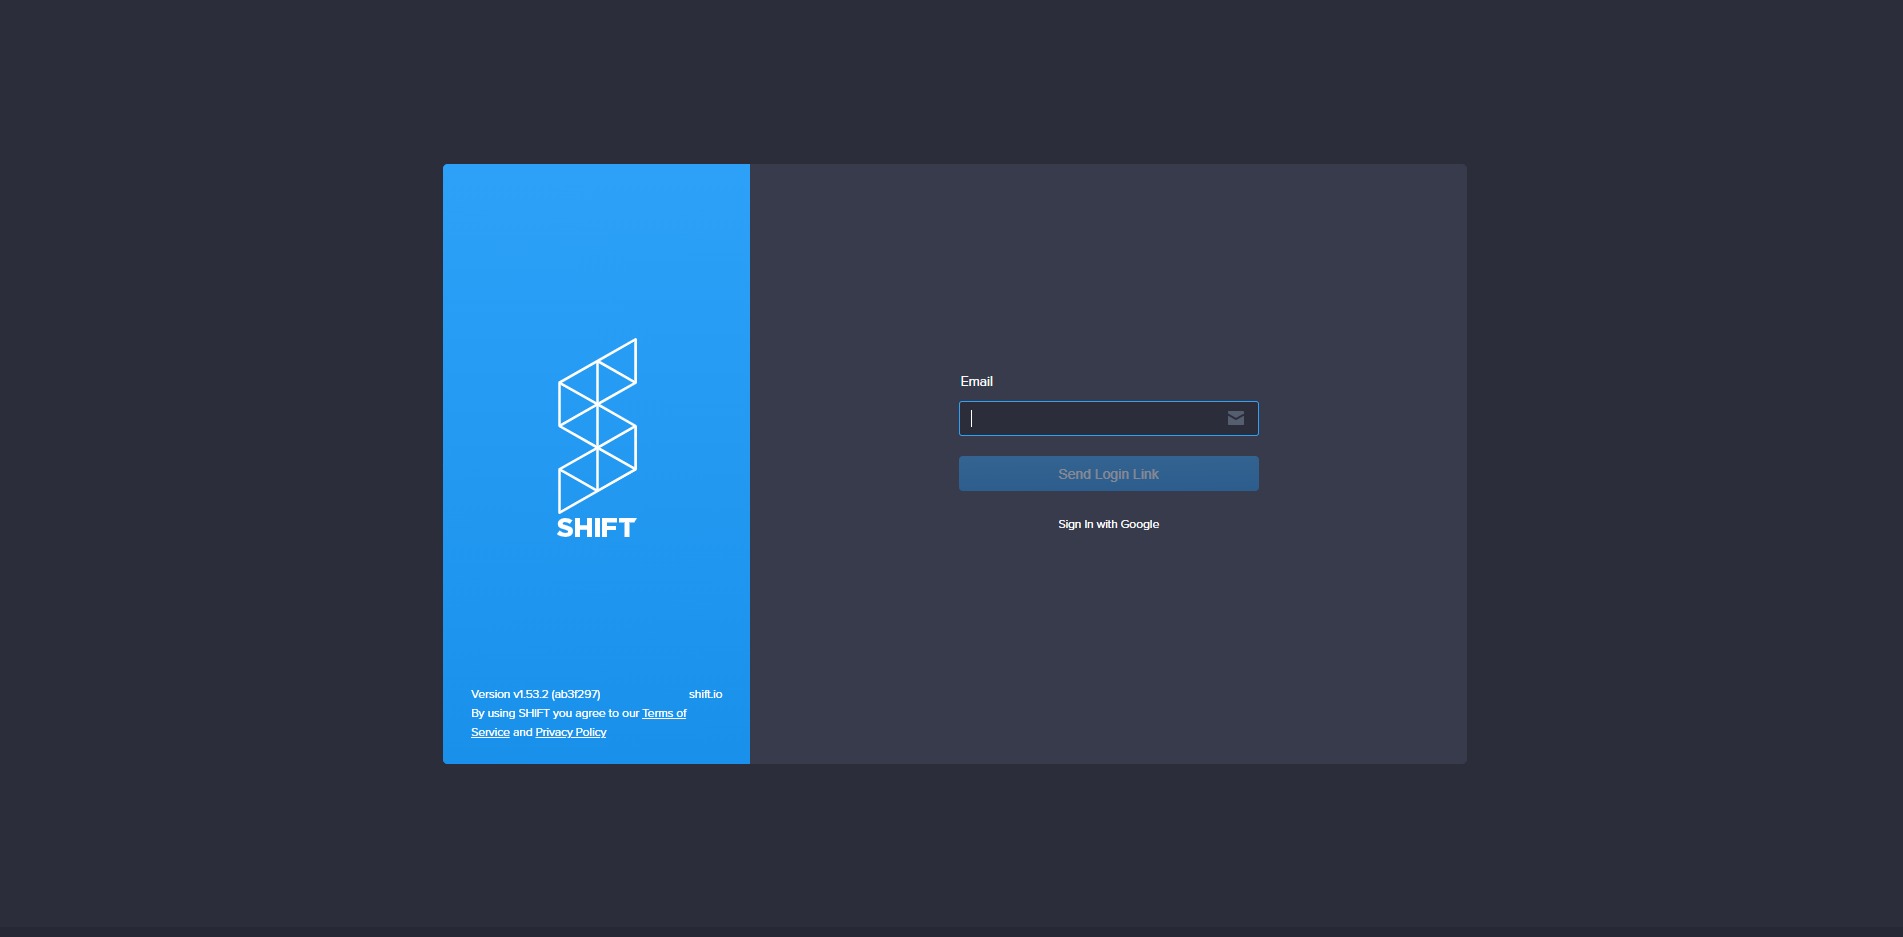 SHIFT
Version v1.53.2 (ab3f297)
shift.io
By using SHIFT you agree to our Terms of
Service and Privacy Policy
Email
Send Login Link
Sign In with Google